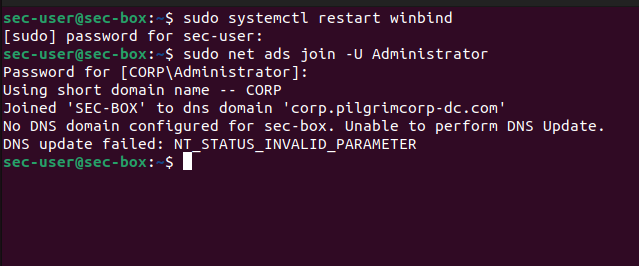 sec-user@sec-box:~$ sudo systemctl restart winbind
[sudo] password for sec-user:
sec-user@sec-box:~$ sudo net ads join -U Administrator
Password for [CORP\Administrator]:
Using short domain name -- CORP
Joined 'SEC-BOX' to dns domain 'corp.pilgrimcorp-dc.com'
No DNS domain configured for sec-box. Unable to perform DNS Update.
DNS update failed: NT_STATUS_INVALID_PARAMETER
sec-user@sec-box:~$